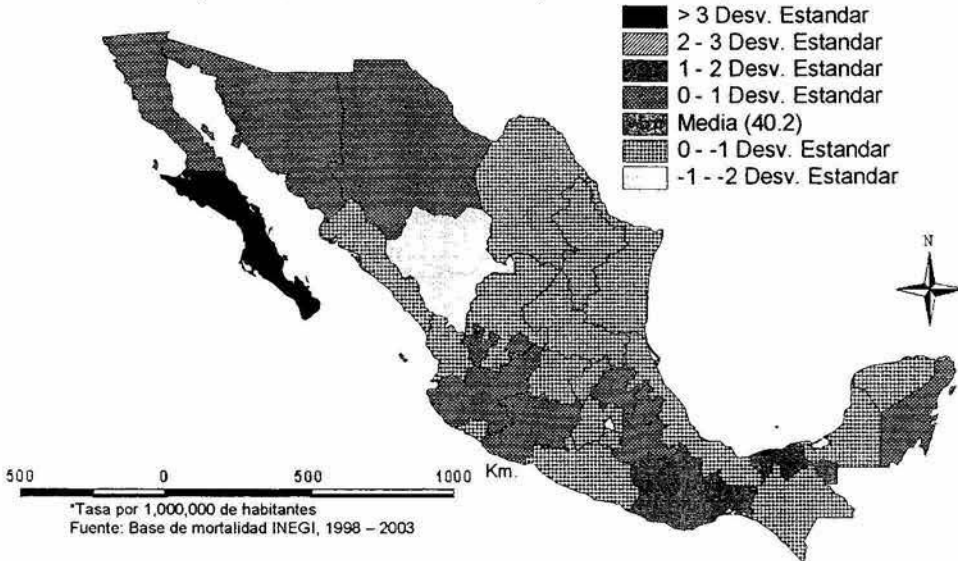 > 3 Desv. Estandar
2 - 3 Desv. Estandar
1 - 2 Desv. Estandar
0 - 1 Desv. Estandar
Media (40.2)
0 - -1 Desv. Estandar
-1 - -2 Desv. Estandar
N
500 0 500 1000 Km.
*Tasa por 1,000,000 de habitantes
Fuente: Base de mortalidad INEGI, 1998 – 2003